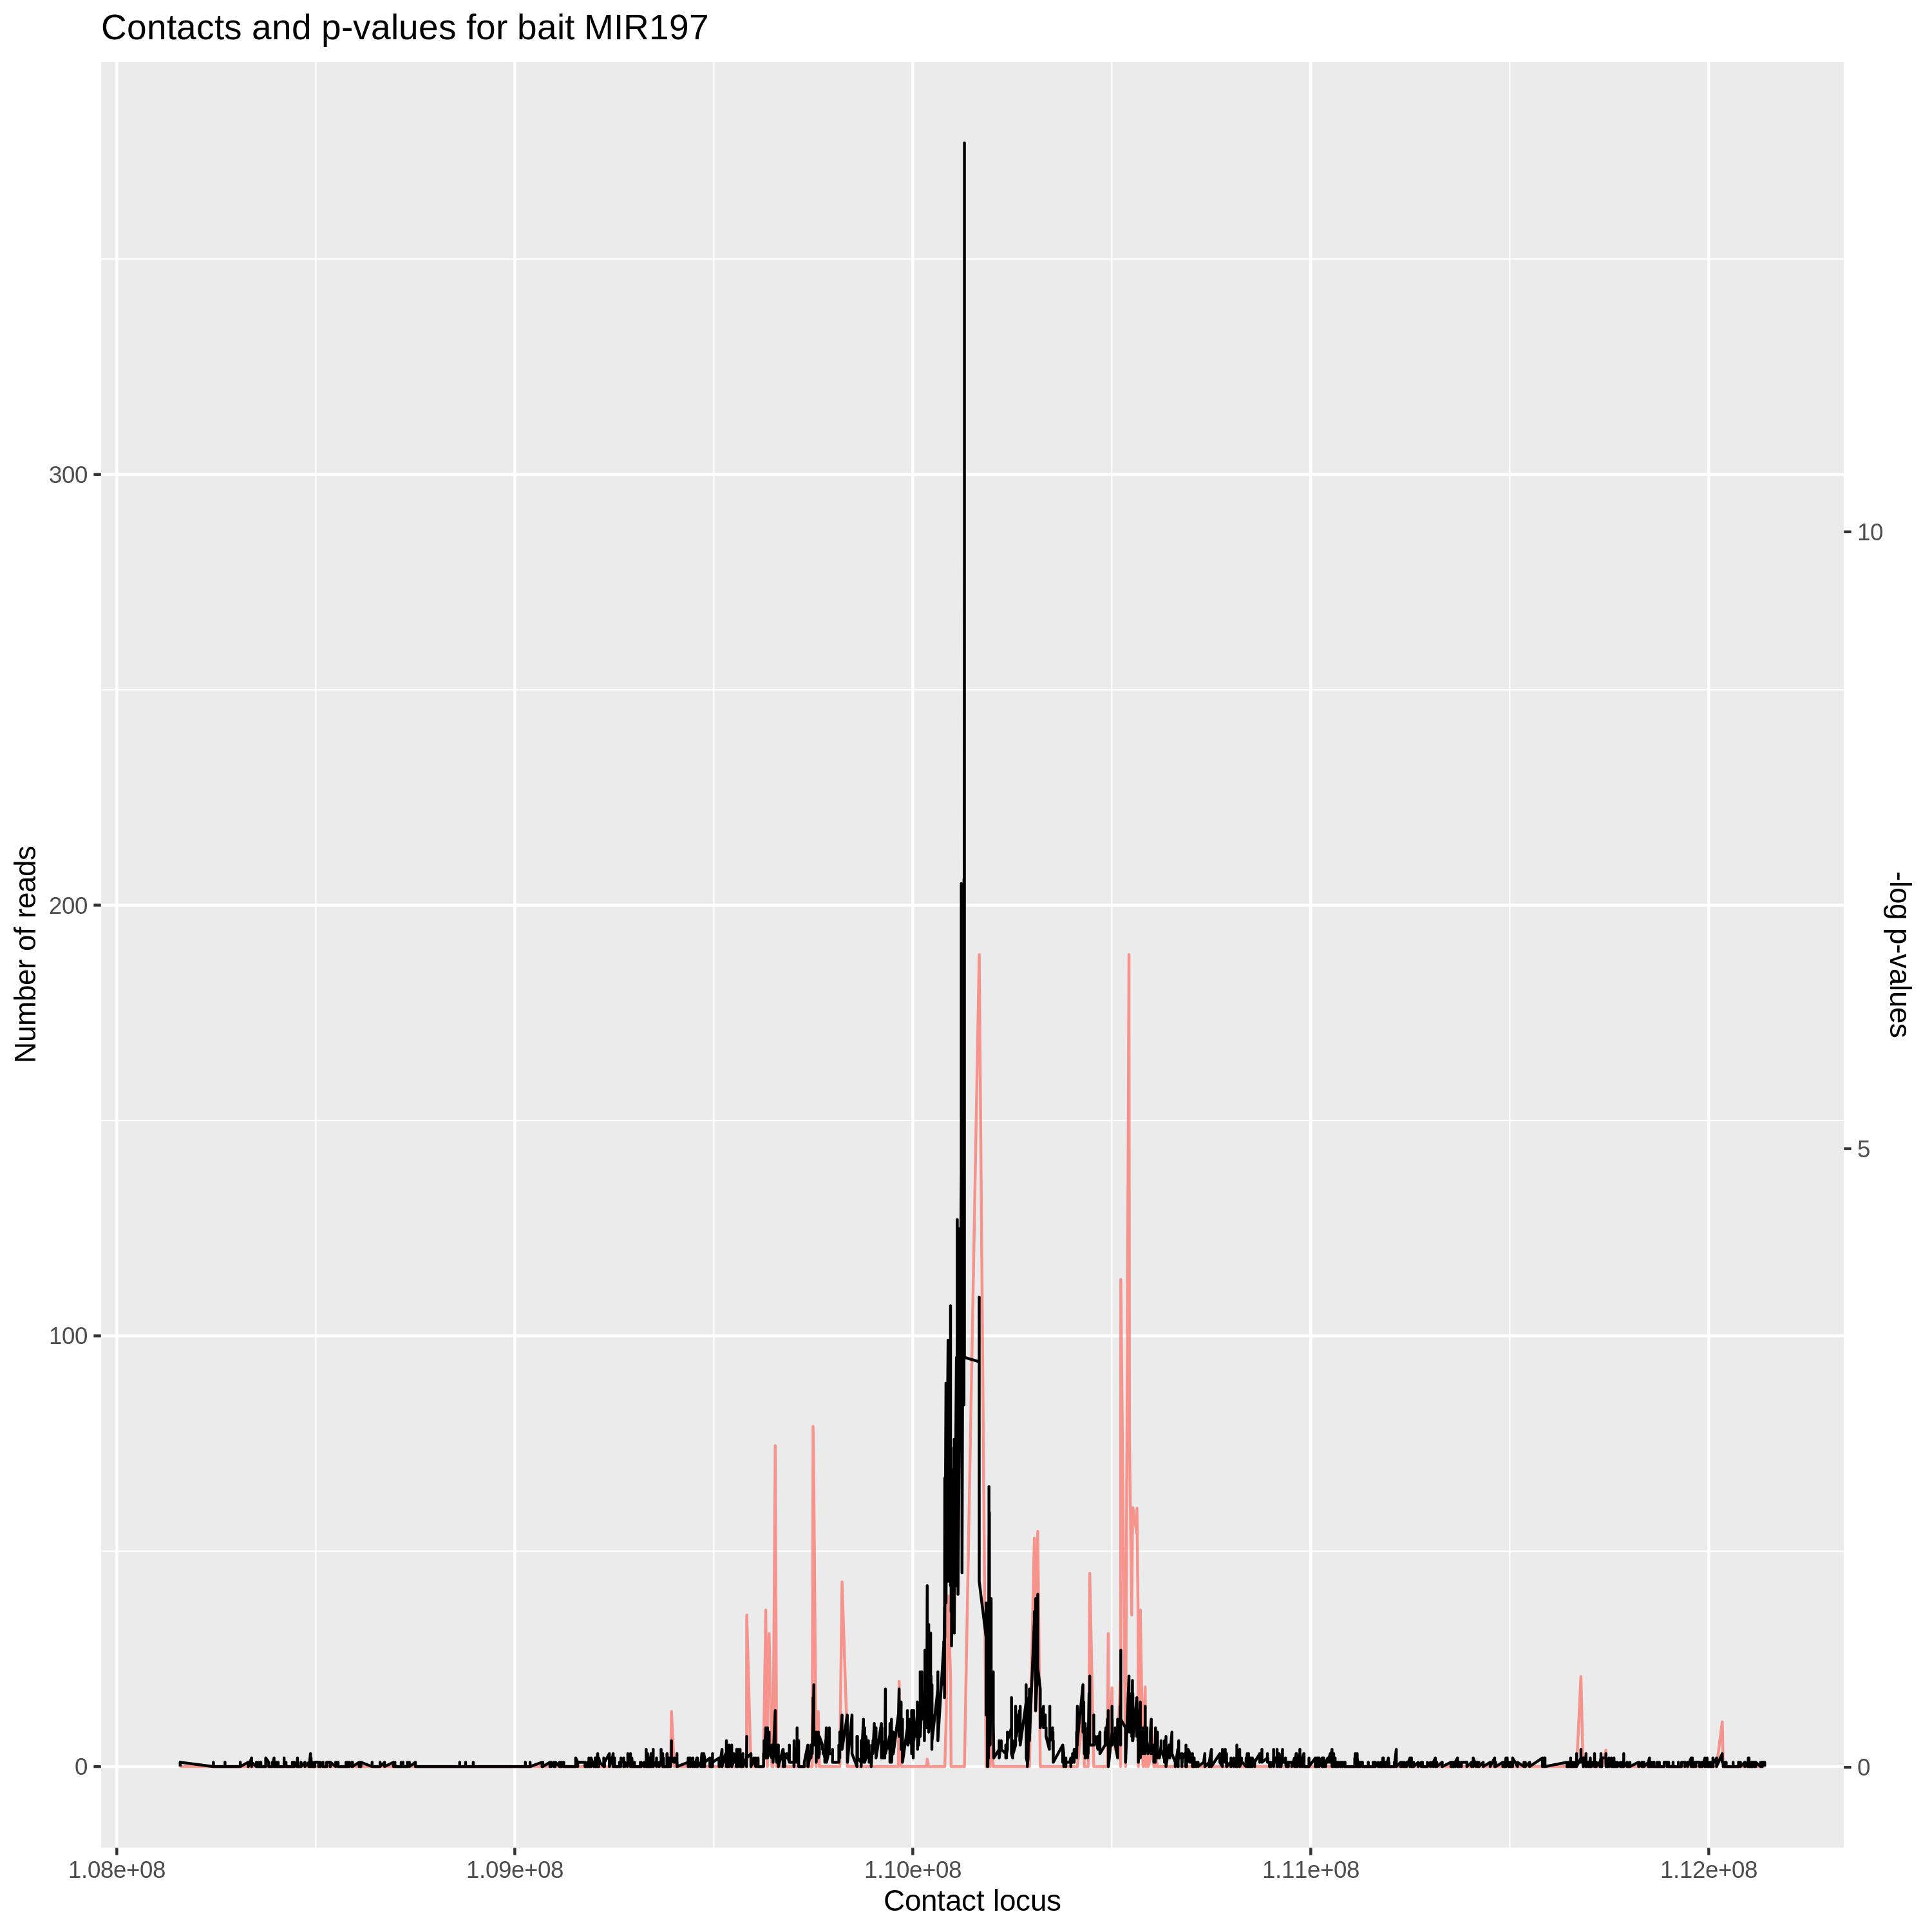 Contacts and p-values for bait MIR197
Number of reads
300
200
100
0
10
5
0
-log p-values
1.08e+08
1.09e+08
1.10e+08
1.11e+08
1.12e+08
Contact locus